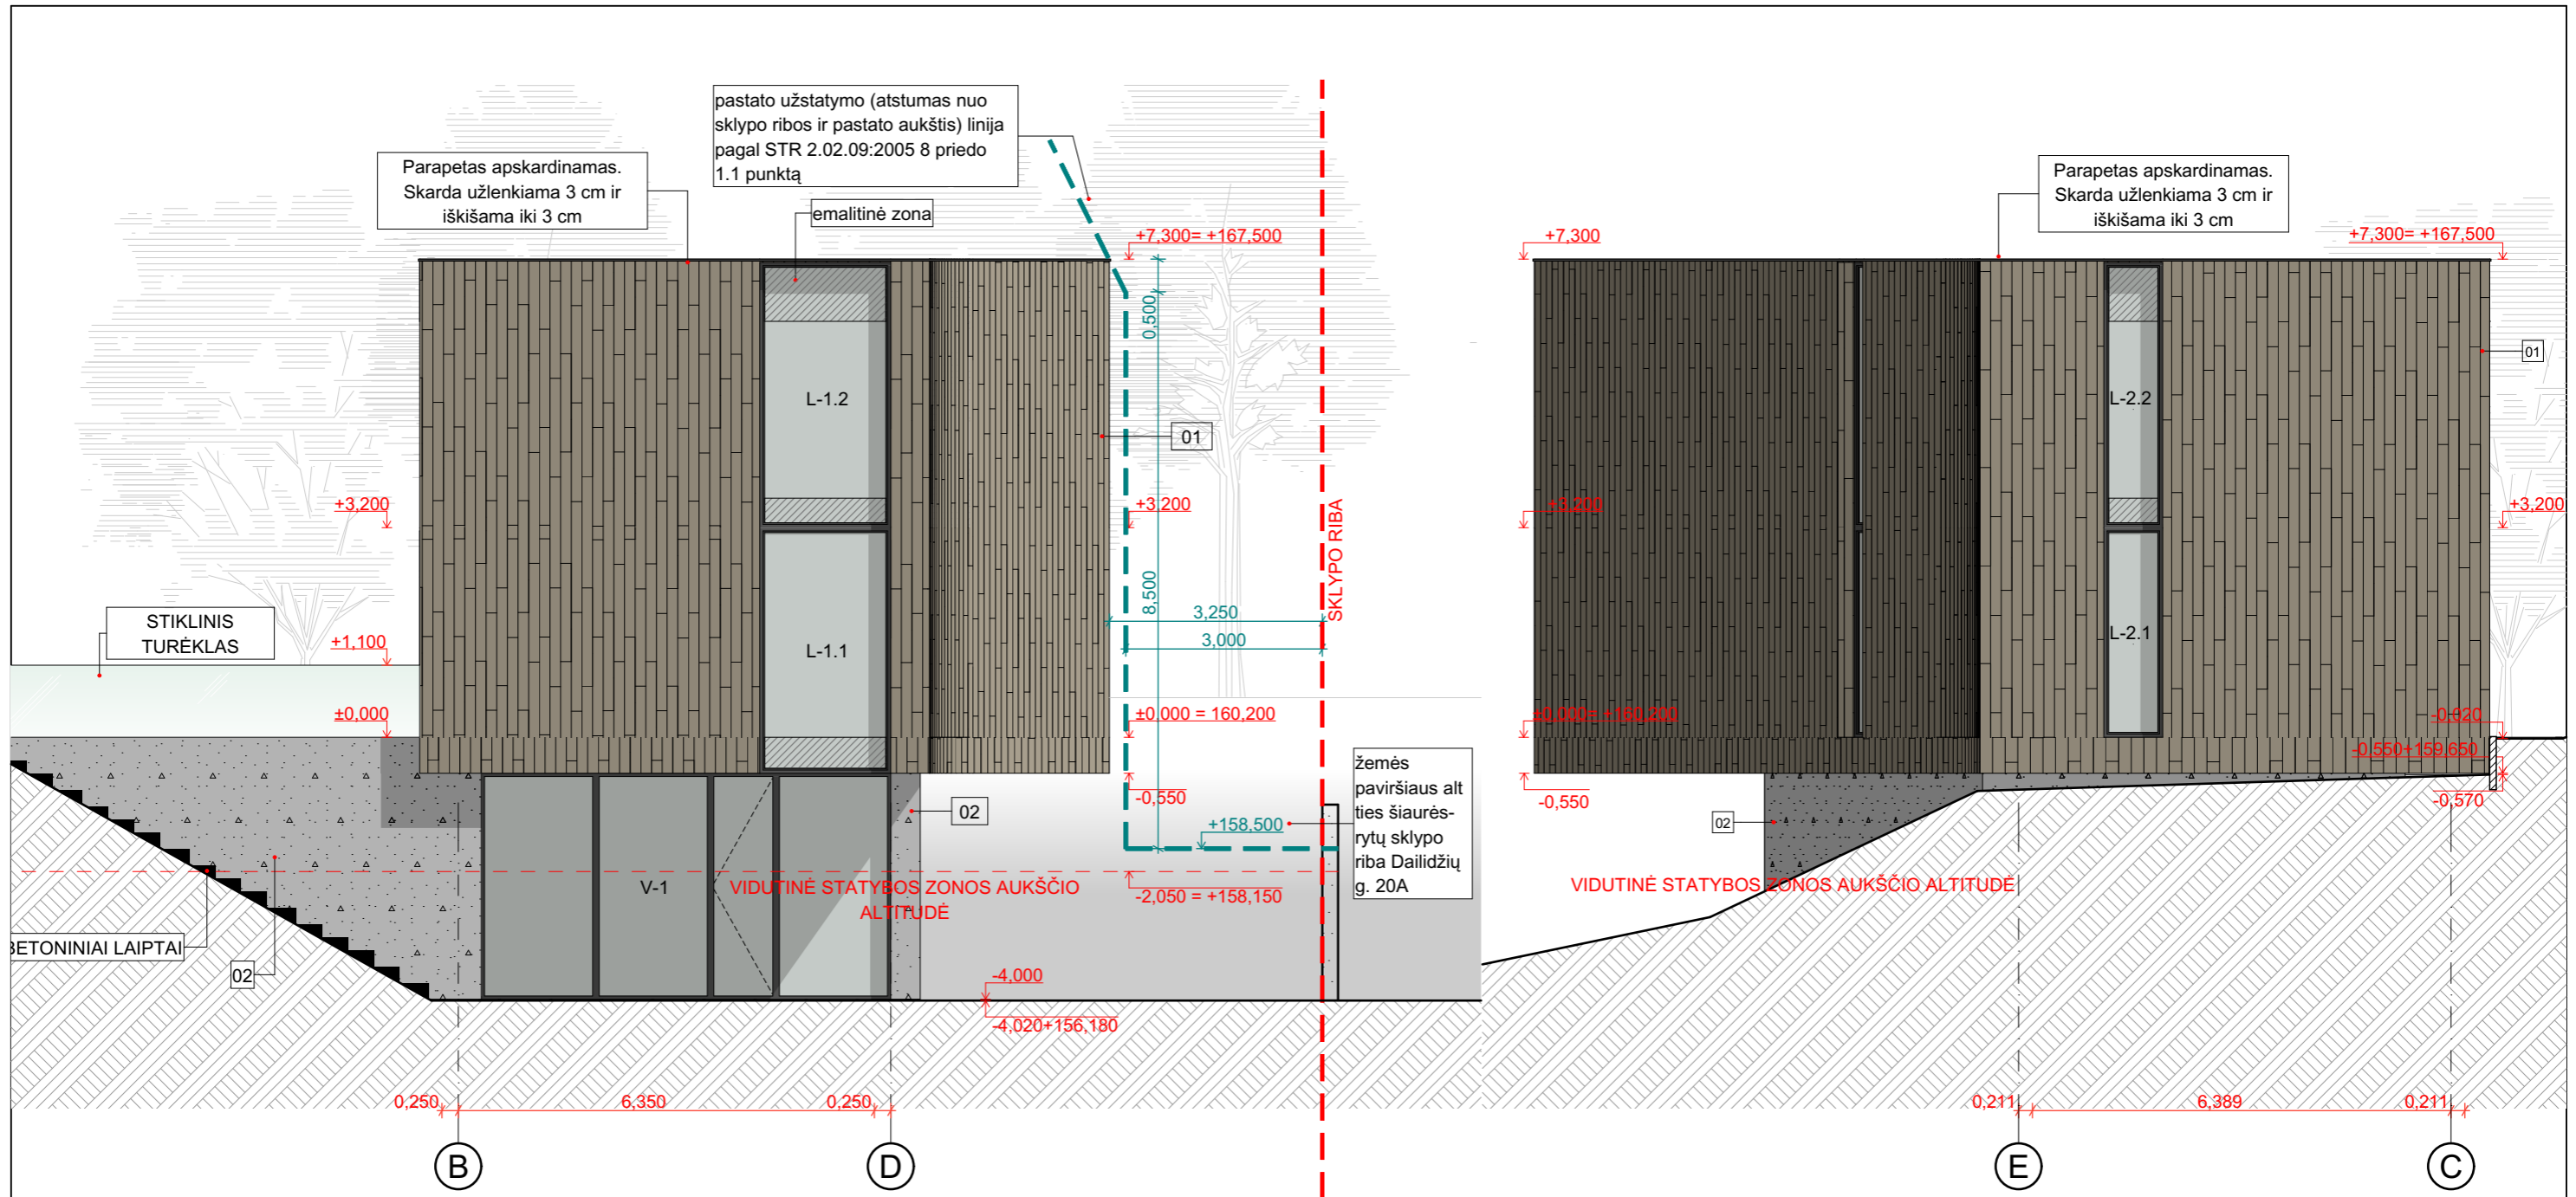 pastato užstatymo (atstumas nuo
sklypo ribos ir pastato aukštis) linija
pagal STR 2.02.09:2005 8 priedo
1.1 punktą
Parapetas apskardinamas.
Skarda užlenkiama 3 cm ir
iškišama iki 3 cm
emalitinė zona
+7,300= +167,500
0,500
L-1.2
01
+3,200
+3,200
SKLYPO RIBA
8,500
3,250
3,000
STIKLINIS
TURĖKLAS
+1,100
L-1.1
±0,000
±0,000 = 160,200
-0,550
02
+158,500
žemės
paviršiaus alt
ties šiaurės-
rytų sklypo
riba Dailidžių
g. 20A
V-1
VIDUTINĖ STATYBOS ZONOS AUKŠČIO
ALTITUDĖ
-2,050 = +158,150
BETONINIAI LAIPTAI
02
-4,000
-4,020+156,180
0,250
6,350
0,250
B
D
Parapetas apskardinamas.
Skarda užlenkiama 3 cm ir
iškišama iki 3 cm
+7,300
+7,300= +167,500
01
L-2.2
+3,200
+3,200
L-2.1
±0,000= +160,200
-0,020
-0,550+159,650
-0,550
-0,570
02
VIDUTINĖ STATYBOS ZONOS AUKŠČIO ALTITUDĖ
0,211
6,389
0,211
E
C